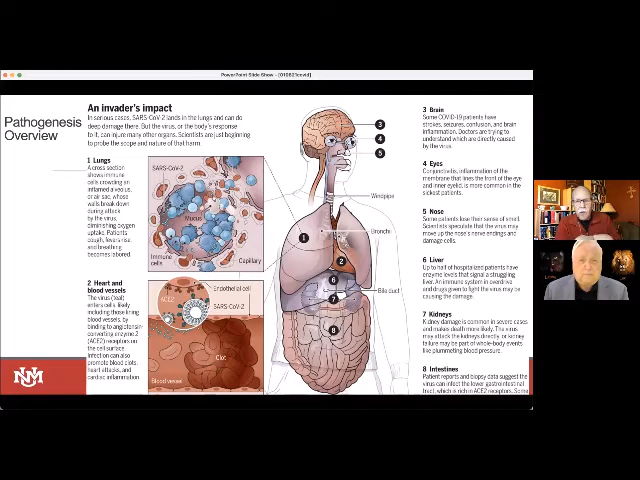 PowerPoint Slide Show - [010821covid]
Pathogenesis
Overview
An invader's impact
In serious cases, SARS-CoV-2 lands in the lungs and can do
deep damage there. But the virus, or the body's response
to it, can injure many other organs. Scientists are just beginning
to probe the scope and nature of that harm.
1 Lungs
A cross section
shows immune
cells crowding an
inflamed alveolus,
or air sac, whose
walls break down
during attack
by the virus,
diminishing oxygen
uptake. Patients
cough, fevers rise,
and breathing
becomes labored.
SARS-CoV-2
Mucus
Immune
cells
Capillary
2 Heart and
blood vessels
The virus (teal)
enters cells, likely
including those lining
blood vessels, by
binding to angiotensin-
converting enzyme 2
(ACE2) receptors on
the cell surface.
Infection can also
promote blood clots,
heart attacks, and
cardiac inflammation.
ACE2
Endothelial cell
SARS-CoV-2
Clot
Blood vessel
3
4
5
Windpipe
Bronchi
1
2
6
Bile duct
7
8
3 Brain
Some COVID-19 patients have
strokes, seizures, confusion, and brain
inflammation. Doctors are trying to
understand which are directly caused
by the virus.
4 Eyes
Conjunctivitis, inflammation of the
membrane that lines the front of the eye
and inner eyelid, is more common in the
sickest patients.
5 Nose
Some patients lose their sense of smell.
Scientists speculate that the virus may
move up the nose's nerve endings and
damage cells.
6 Liver
Up to half of hospitalized patients have
enzyme levels that signal a struggling
liver. An immune system in overdrive
and drugs given to fight the virus may be
causing the damage.
7 Kidneys
Kidney damage is common in severe cases
and makes death more likely. The virus
may attack the kidneys directly, or kidney
failure may be part of whole-body events
like plummeting blood pressure.
8 Intestines
Patient reports and biopsy data suggest the
virus can infect the lower gastrointestinal
tract, which is rich in ACE2 receptors. Some
NM